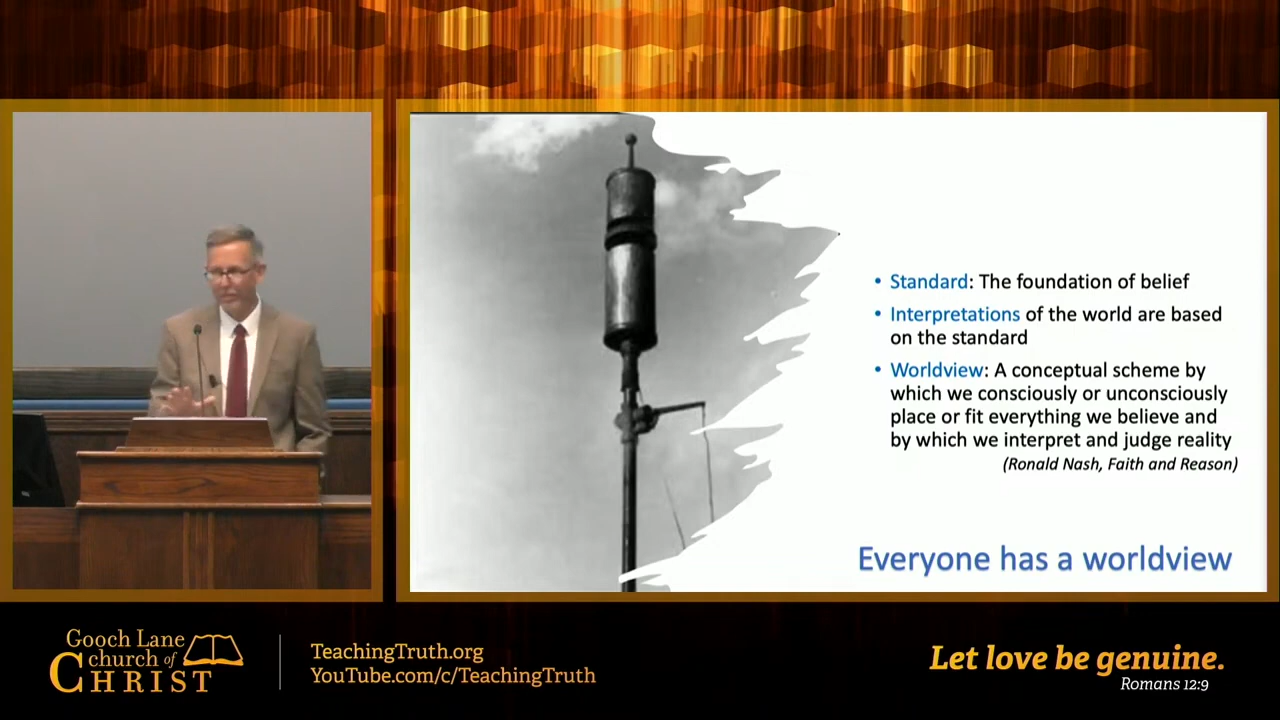 • Standard: The foundation of belief
• Interpretations of the world are based
on the standard
• Worldview: A conceptual scheme by
which we consciously or unconsciously
place or fit everything we believe and
by which we interpret and judge reality
(Ronald Nash, Faith and Reason)
Everyone has a worldview
Gooch Lane
church of
CHRIST
TeachingTruth.org
YouTube.com/c/TeachingTruth
Let love be genuine.
Romans 12:9